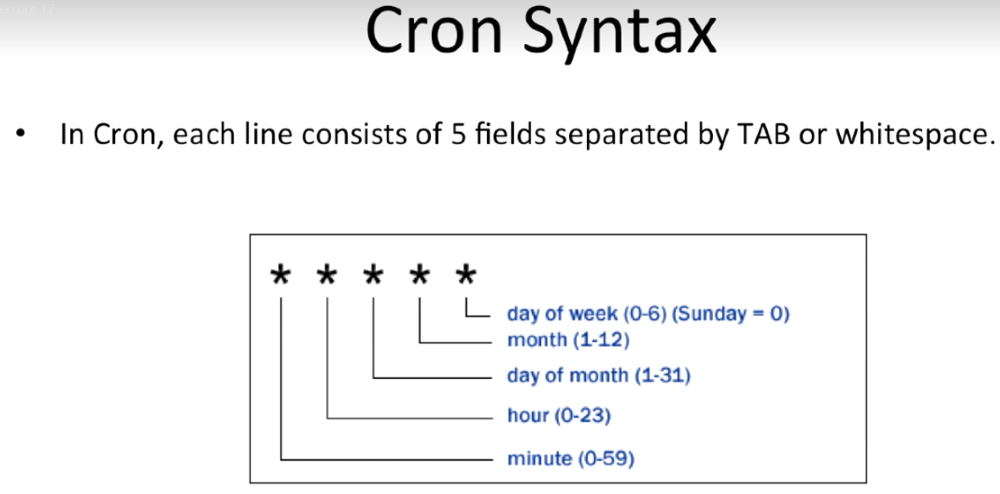 ecture 17
Cron Syntax
• In Cron, each line consists of 5 fields separated by TAB or whitespace.
* * * * *
day of week (0-6) (Sunday = 0)
month (1-12)
day of month (1-31)
hour (0-23)
minute (0-59)